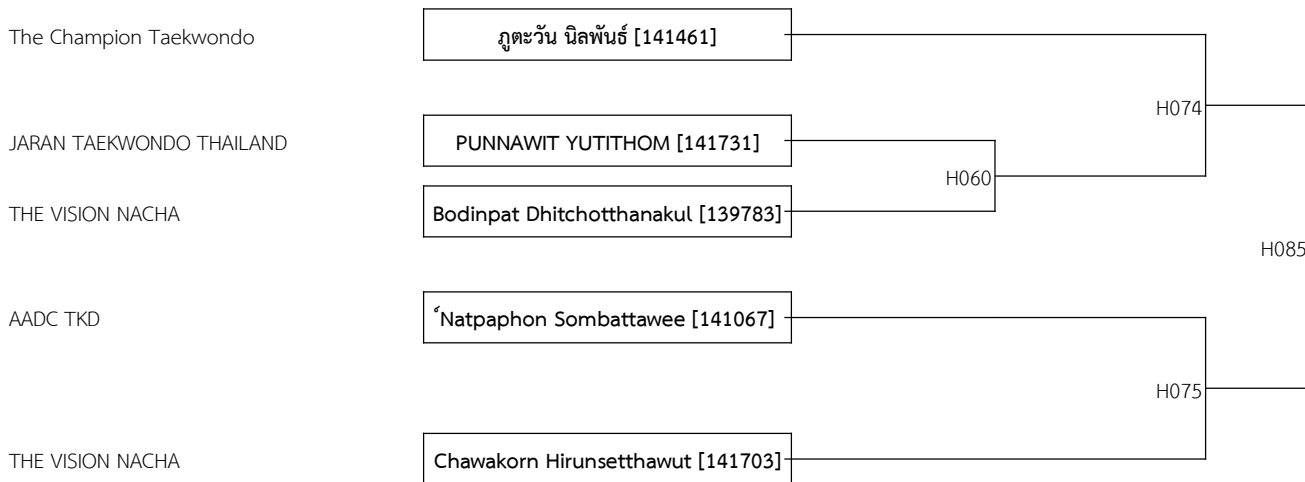 The Champion Taekwondo
ภูตะวัน นิลพันธ์ [141461]
H074
JARAN TAEKWONDO THAILAND
PUNNAWIT YUTITHOM [141731]
H060
THE VISION NACHA
Bodinpat Dhitchotthanakul [139783]
H085
AADC TKD
์Natpaphon Sombattawee [141067]
H075
THE VISION NACHA
Chawakorn Hirunsetthawut [141703]